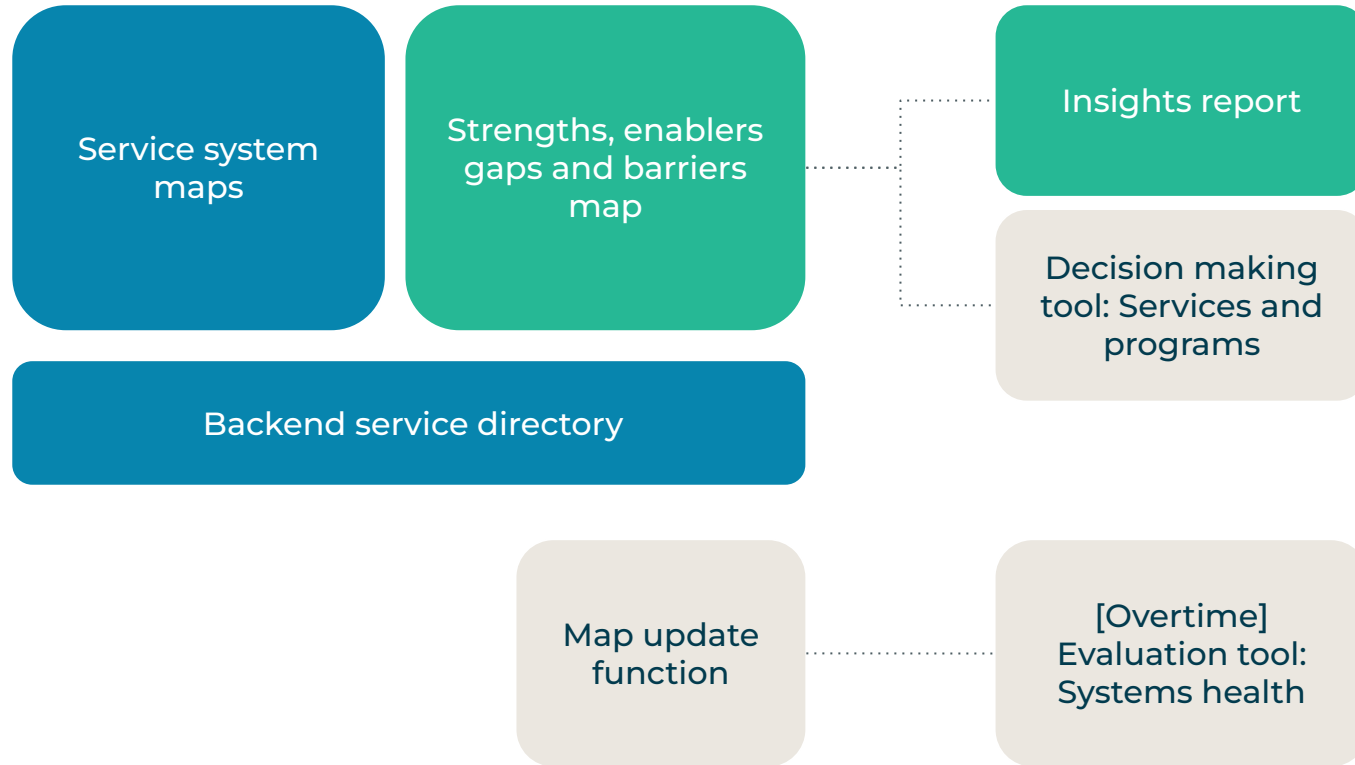 Service system
maps
Strengths, enablers
gaps and barriers
map
Insights report
Decision making
tool: Services and
programs
Backend service directory
Map update
function
[Overtime]
Evaluation tool:
Systems health